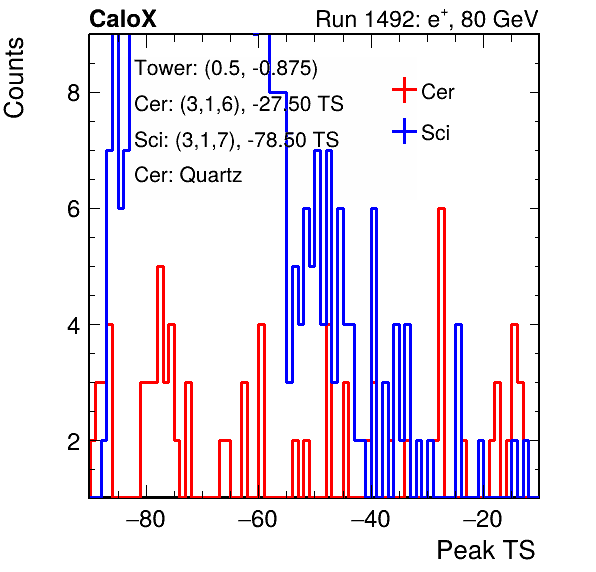 CaloX Run 1492: e+, 80 GeV
Counts
Tower: (0.5, -0.875)
Cer: (3,1,6), -27.50 TS
Sci: (3,1,7), -78.50 TS
Cer: Quartz
Cer
Sci
8
6
4
2
−80 −60 −40 −20
Peak TS